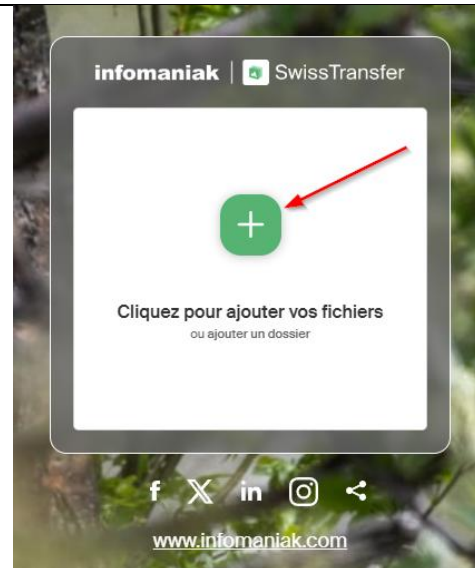 infomaniak | SwissTransfer
Cliquez pour ajouter vos fichiers
ou ajouter un dossier
www.infomaniak.com